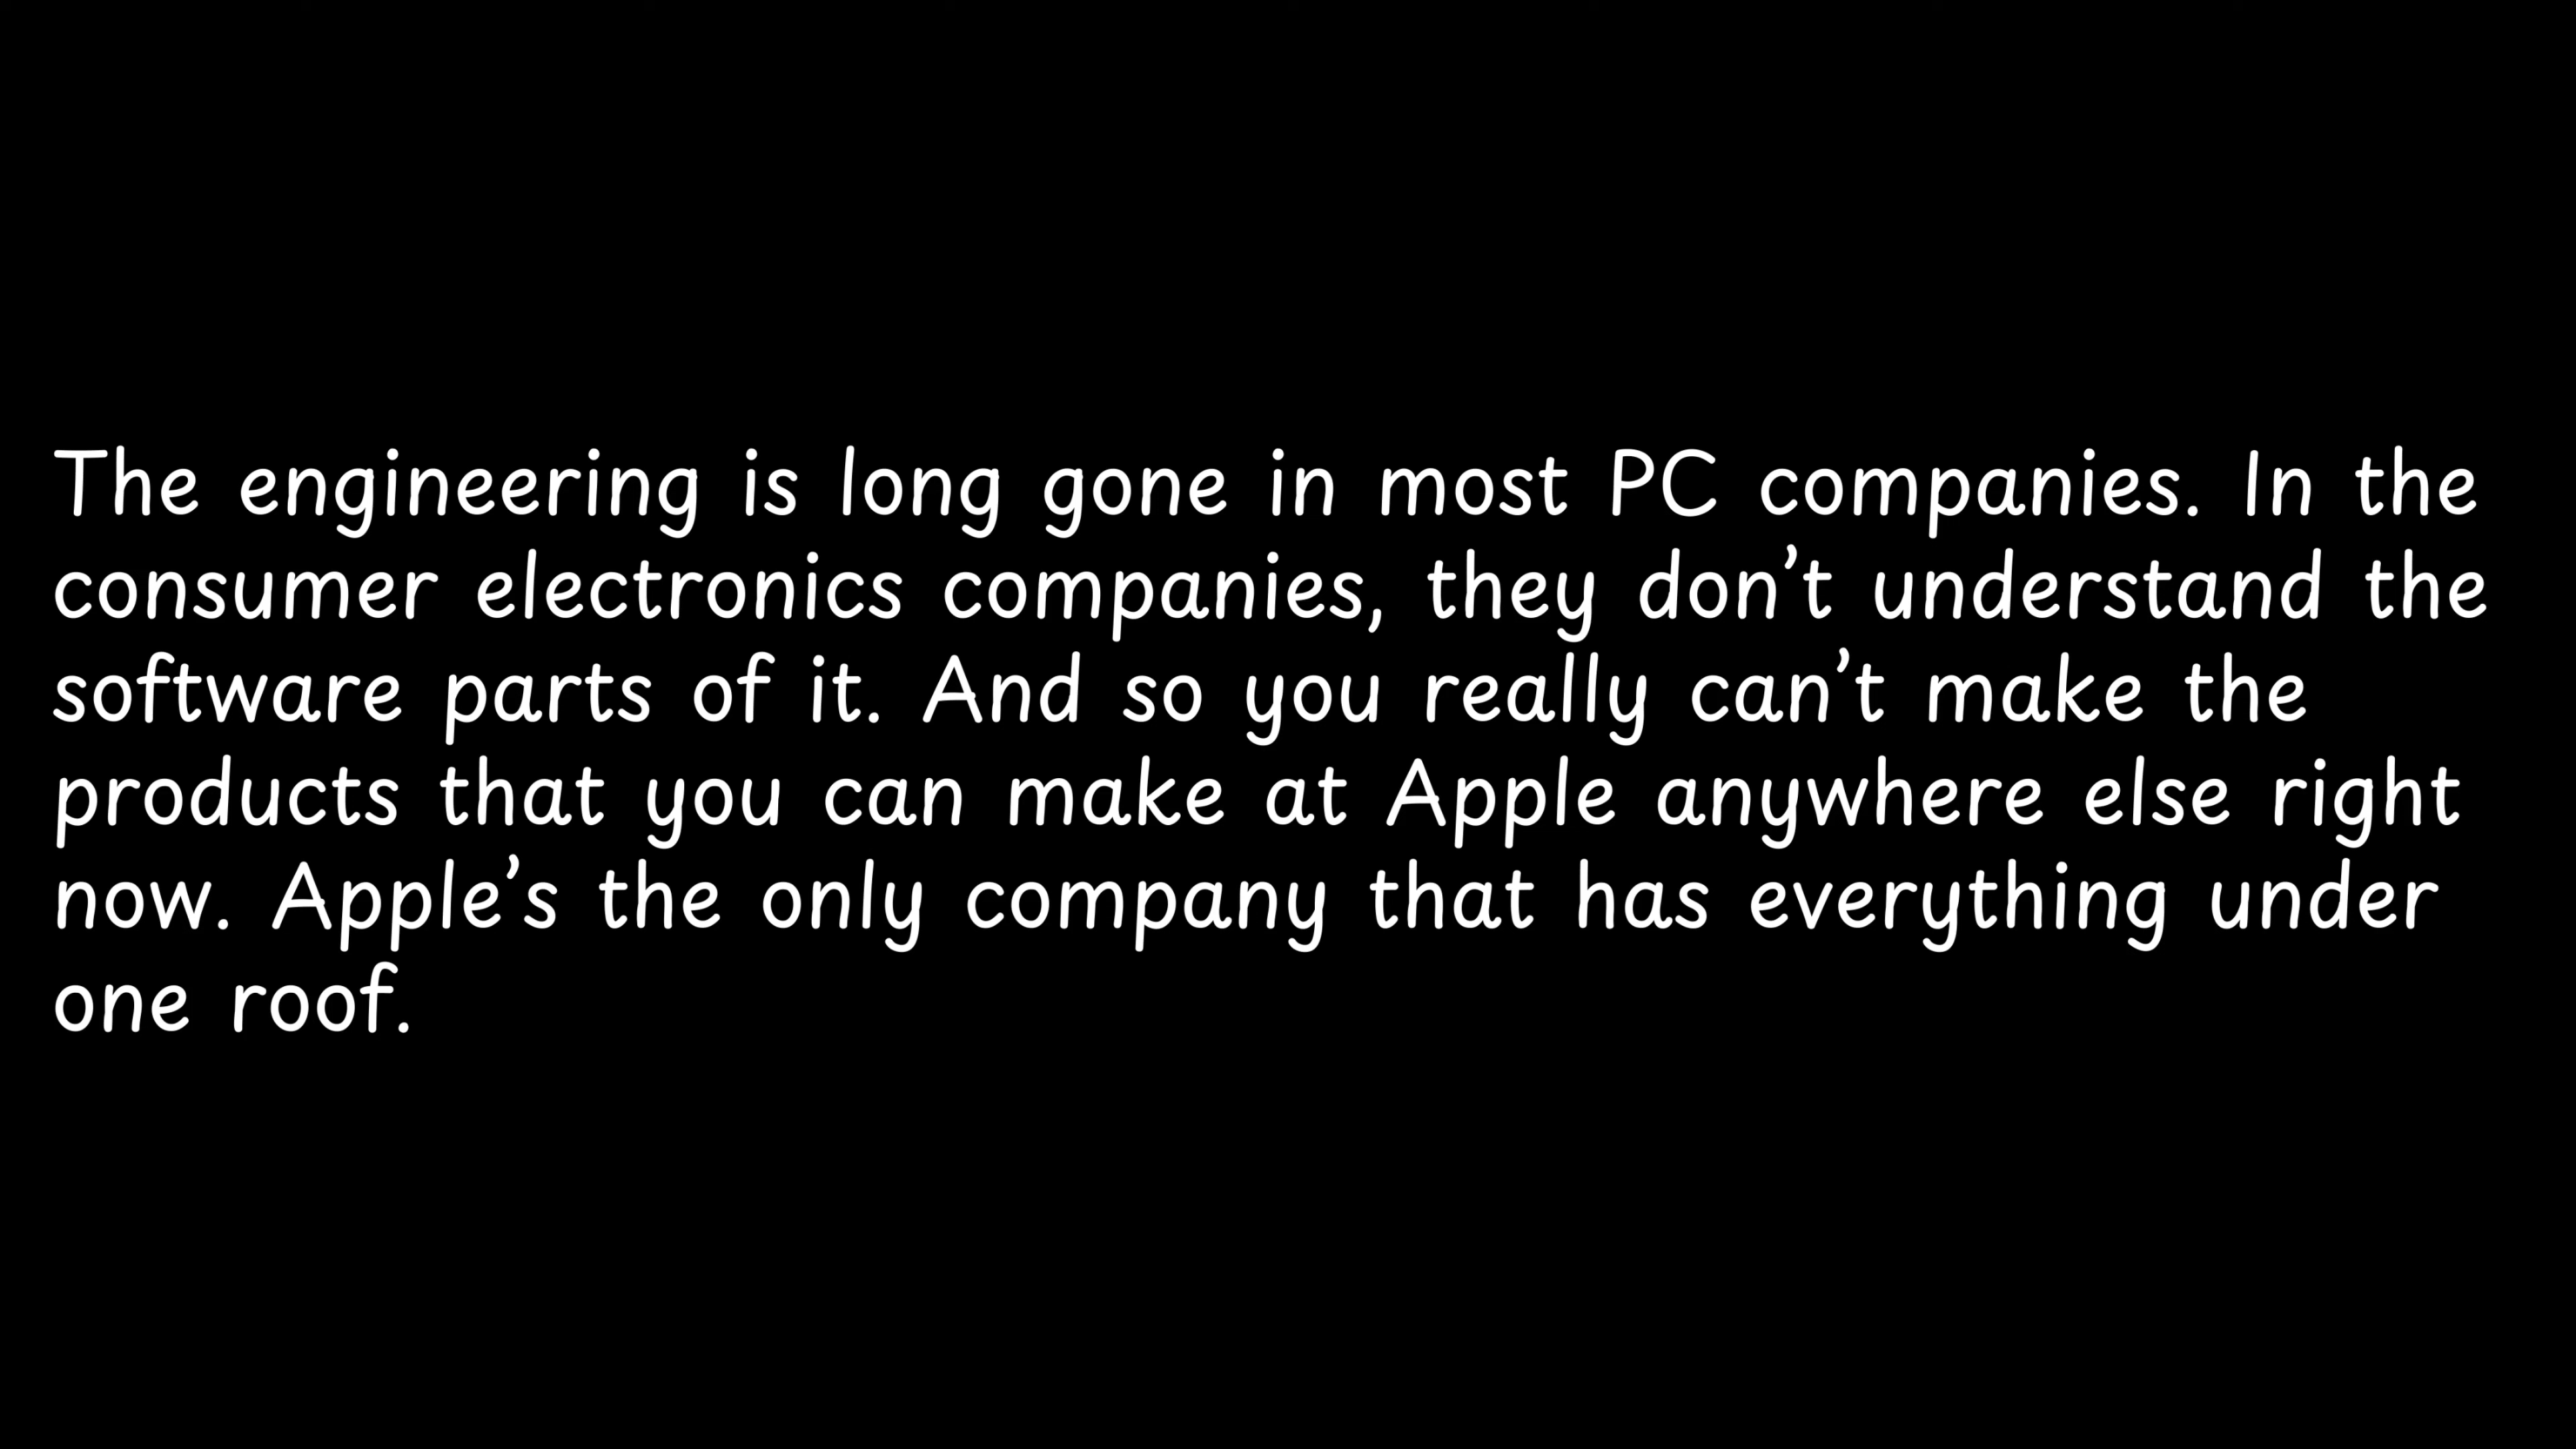 The engineering is long gone in most PC companies. In the
consumer electronics companies, they don’t understand the
software parts of it. And so you really can’t make the
products that you can make at Apple anywhere else right
now. Apple’s the only company that has everything under
one roof.